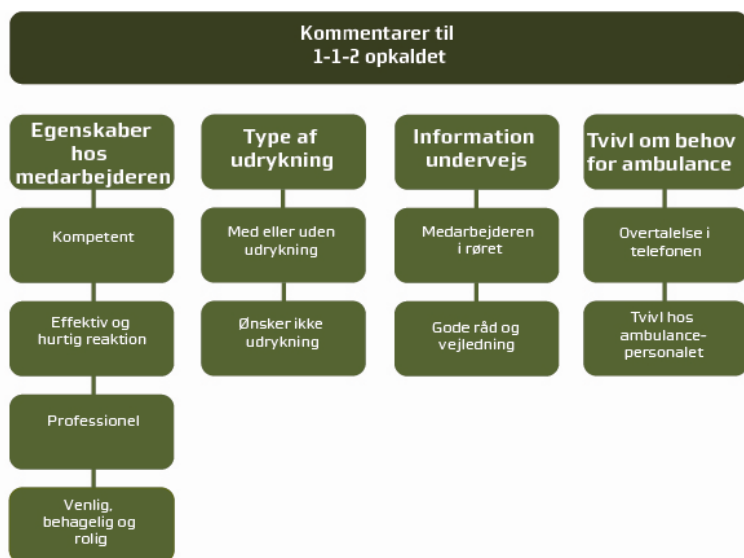 Kommentarer til
1-1-2 opkaldet
Egenskaber
hos
medarbejderen
Kompetent
Effektiv og
hurtig reaktion
Professionel
Venlig,
behagelig og
rolig
Type af
udrykning
Med eller uden
udrykning
Ønsker ikke
udrykning
Information
undervejs
Medarbejderen
i røret
Gode råd og
vejledning
Tvivl om behov
for ambulance
Overtalelse i
telefonen
Tvivl hos
ambulance-
personalet